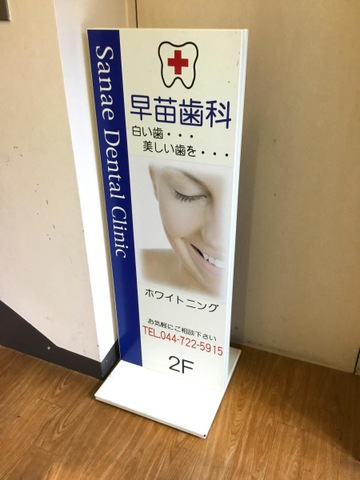 Sanae Dental Clinic
早苗歯科
白い歯・・・
美しい歯を・・・
ホワイトニング
お気軽にご相談下さい
TEL.044-722-5915
2F